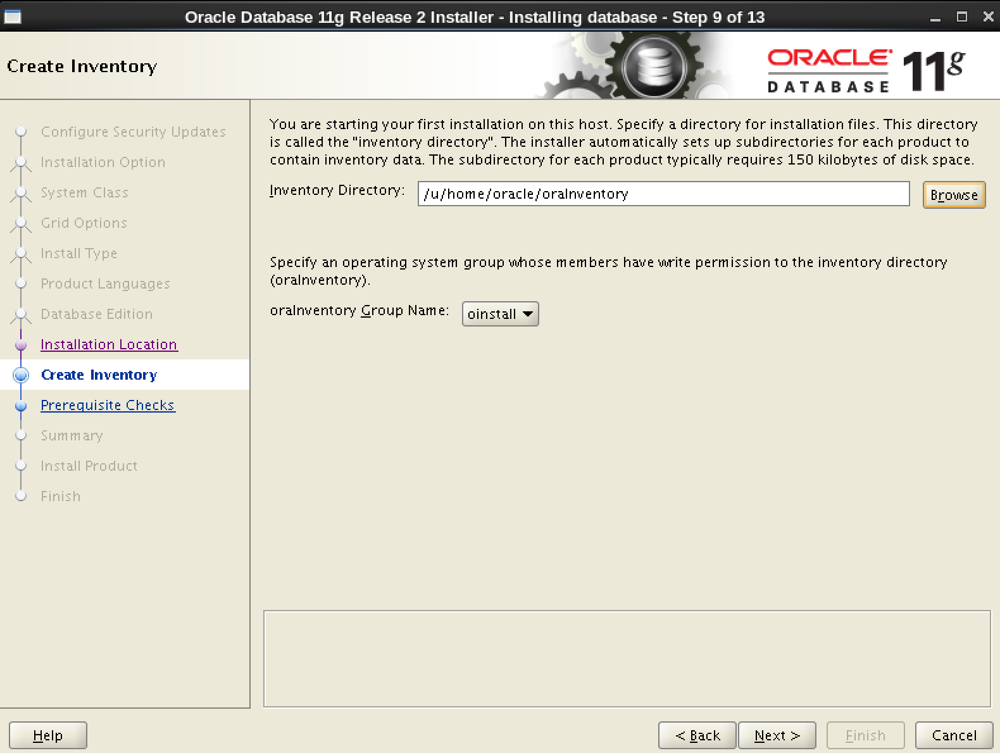 Oracle Database 11g Release 2 Installer - Installing database - Step 9 of 13
Create Inventory
ORACLE
DATABASE
11g
Configure Security Updates
Installation Option
System Class
Grid Options
Install Type
Product Languages
Database Edition
Installation Location
Create Inventory
Prerequisite Checks
Summary
Install Product
Finish
You are starting your first installation on this host. Specify a directory for installation files. This directory
is called the "inventory directory". The installer automatically sets up subdirectories for each product to
contain inventory data. The subdirectory for each product typically requires 150 kilobytes of disk space.
Inventory Directory: /u/home/oracle/oraInventory Browse
Specify an operating system group whose members have write permission to the inventory directory
(oraInventory).
oraInventory Group Name: oinstall
Help
< Back
Next >
Finish
Cancel